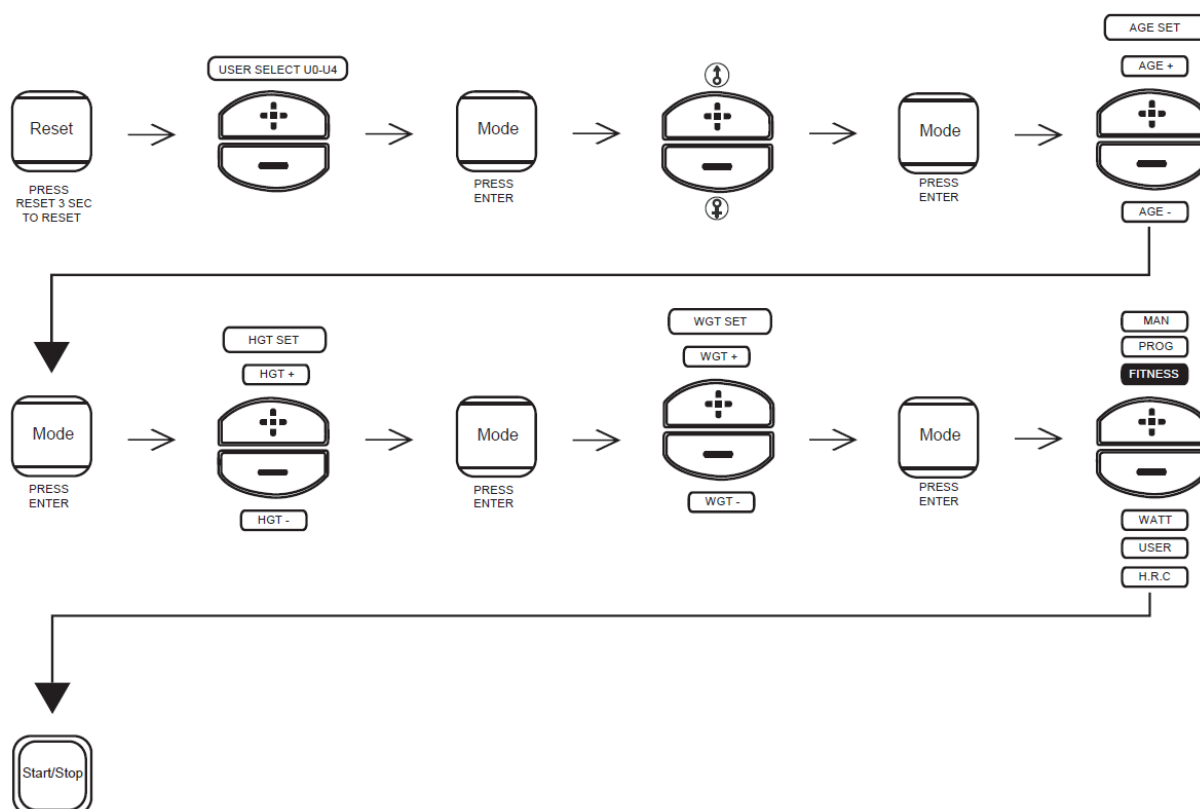 AGE SET
USER SELECT U0-U4
AGE +
Reset
Mode
Mode
PRESS
RESET 3 SEC
TO RESET
PRESS
ENTER
PRESS
ENTER
AGE -
HGT SET
HGT +
WGT SET
WGT +
MAN
PROG
FITNESS
Mode
Mode
Mode
PRESS
ENTER
HGT -
PRESS
ENTER
WGT -
PRESS
ENTER
WATT
USER
H.R.C
Start/Stop